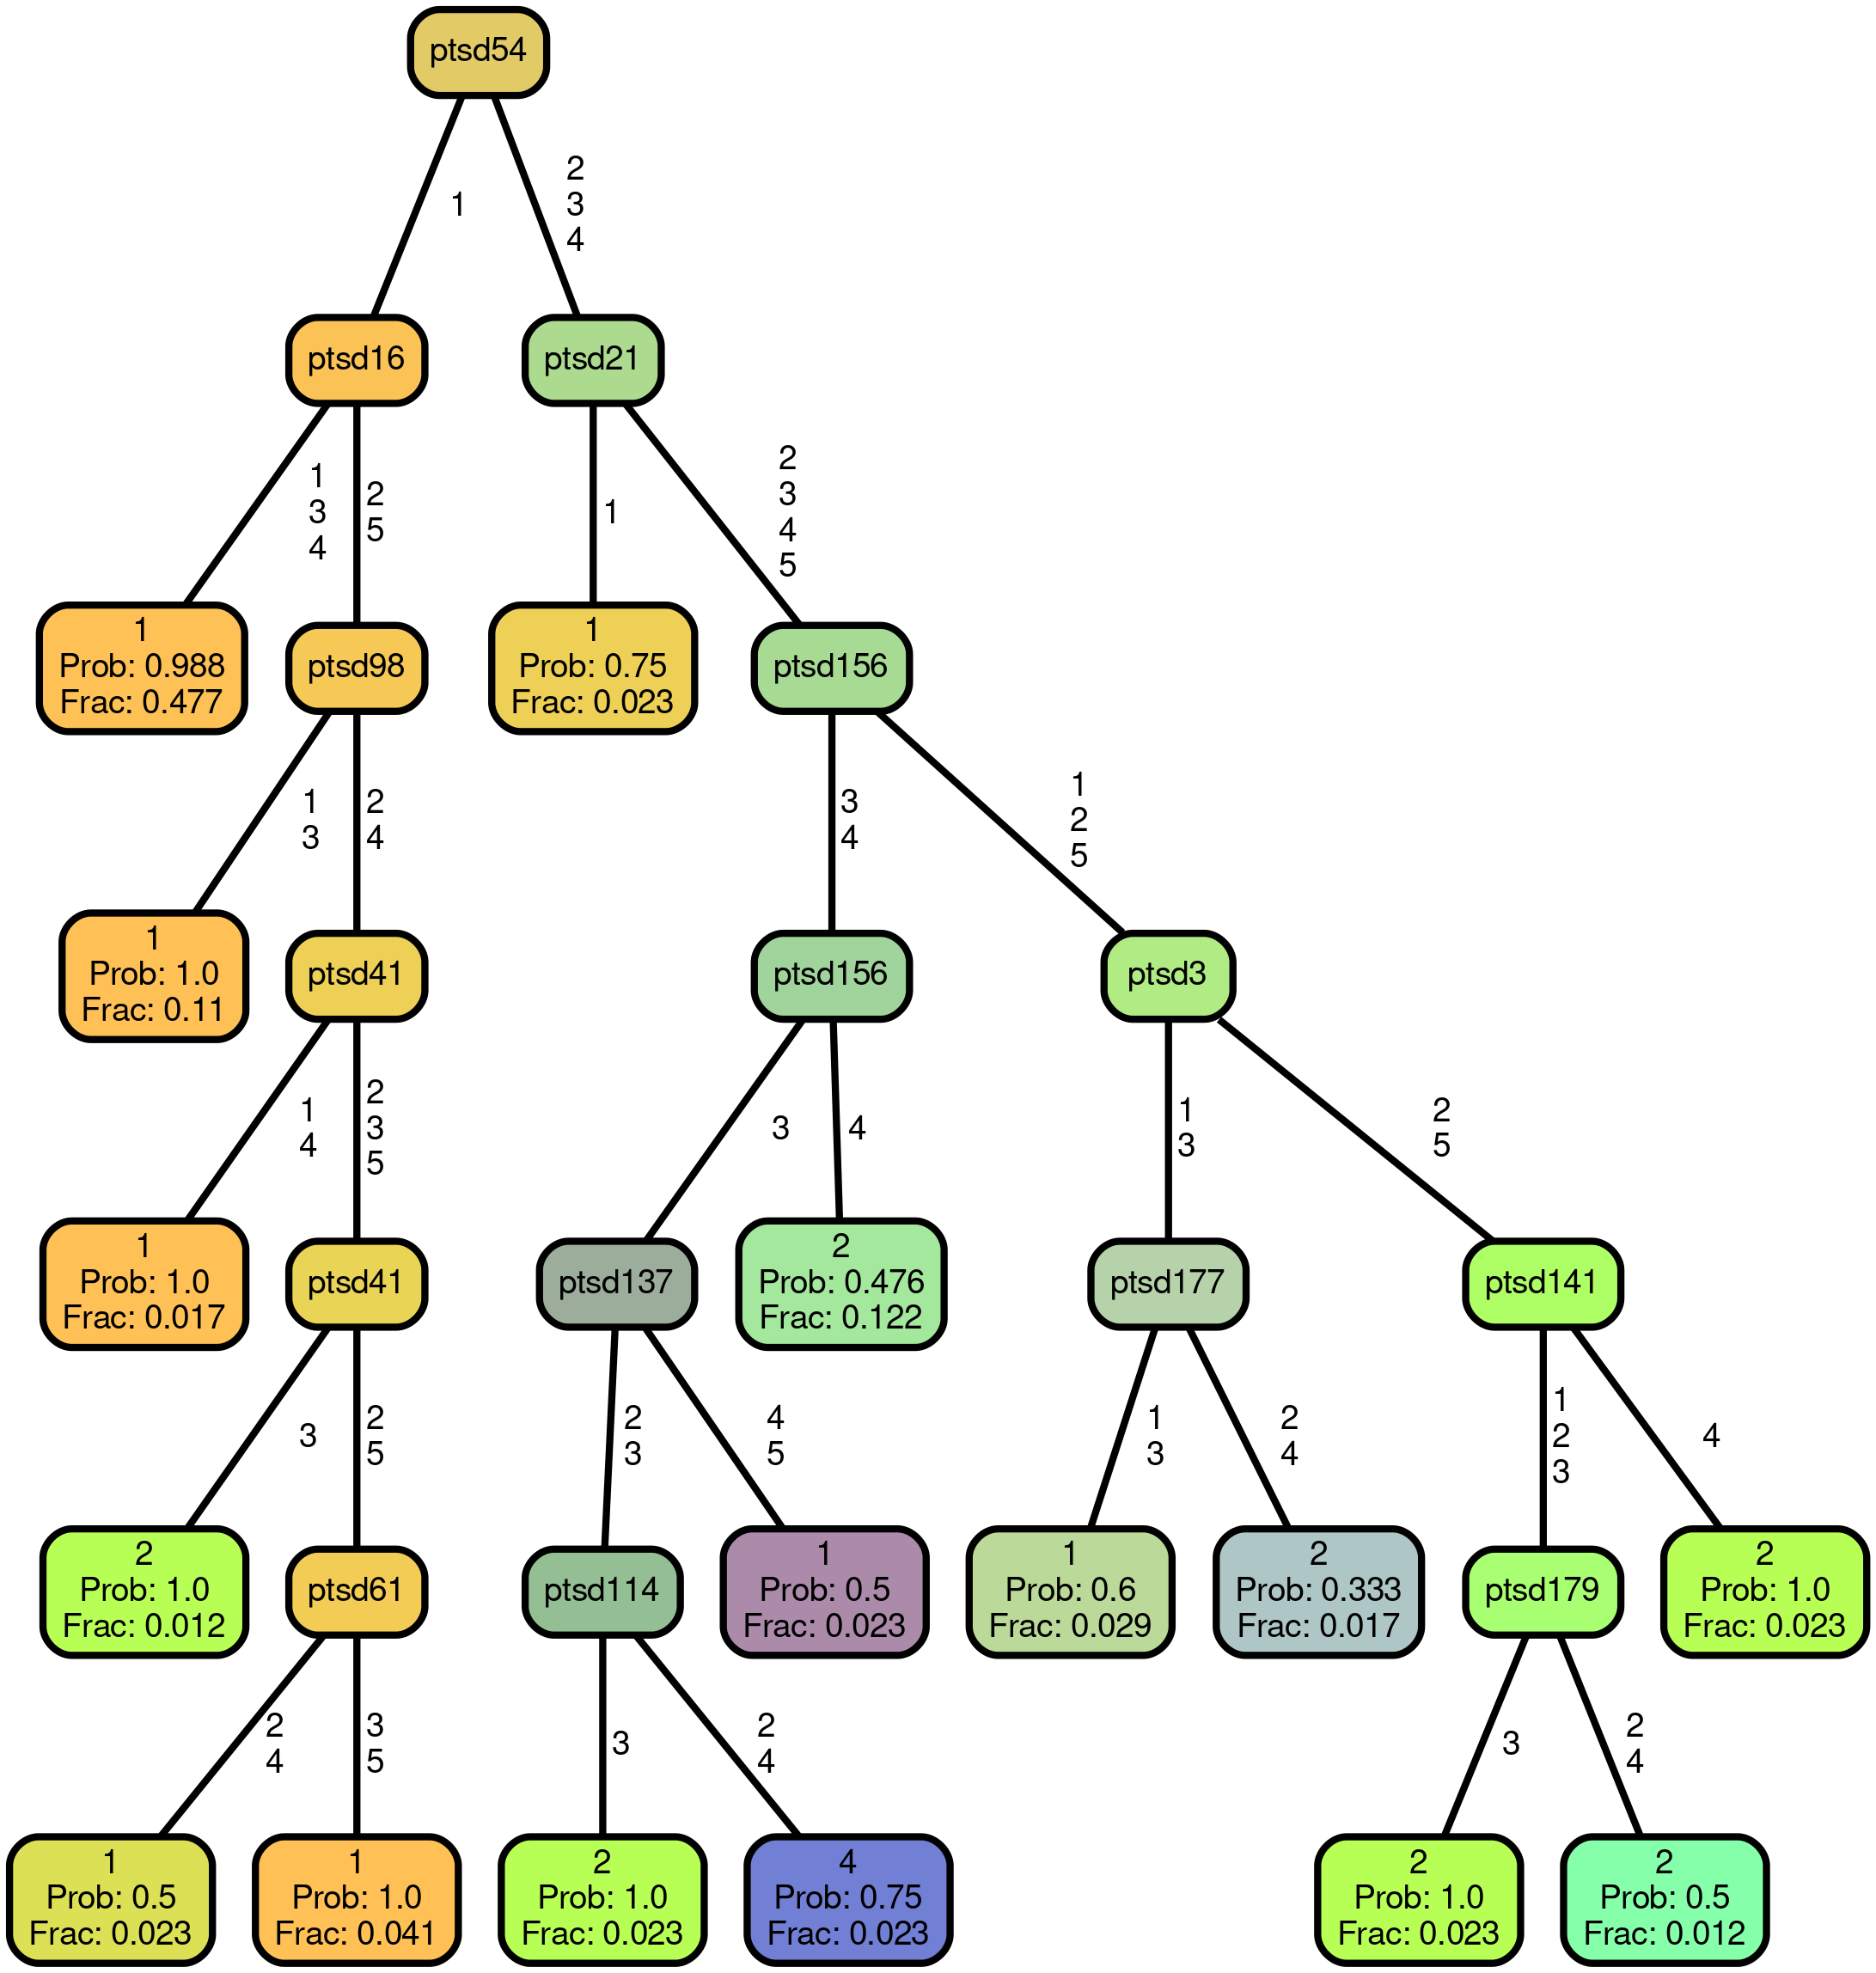 ptsd54
1
2
3
4
ptsd16
ptsd21
1
3
4
2
5
1
2
3
4
5
1
Prob: 0.988
Frac: 0.477
ptsd98
1
Prob: 0.75
Frac: 0.023
ptsd156
1
3
2
4
3
4
1
2
5
1
Prob: 1.0
Frac: 0.11
ptsd41
ptsd156
ptsd3
1
4
2
3
5
3
4
1
3
2
5
1
Prob: 1.0
Frac: 0.017
ptsd41
ptsd137
2
Prob: 0.476
Frac: 0.122
ptsd177
ptsd141
3
2
5
2
3
4
5
1
3
2
4
1
2
3
4
2
Prob: 1.0
Frac: 0.012
ptsd61
ptsd114
1
Prob: 0.5
Frac: 0.023
1
Prob: 0.6
Frac: 0.029
2
Prob: 0.333
Frac: 0.017
ptsd179
2
Prob: 1.0
Frac: 0.023
2
4
3
5
3
2
4
3
2
4
1
Prob: 0.5
Frac: 0.023
1
Prob: 1.0
Frac: 0.041
2
Prob: 1.0
Frac: 0.023
4
Prob: 0.75
Frac: 0.023
2
Prob: 1.0
Frac: 0.023
2
Prob: 0.5
Frac: 0.012